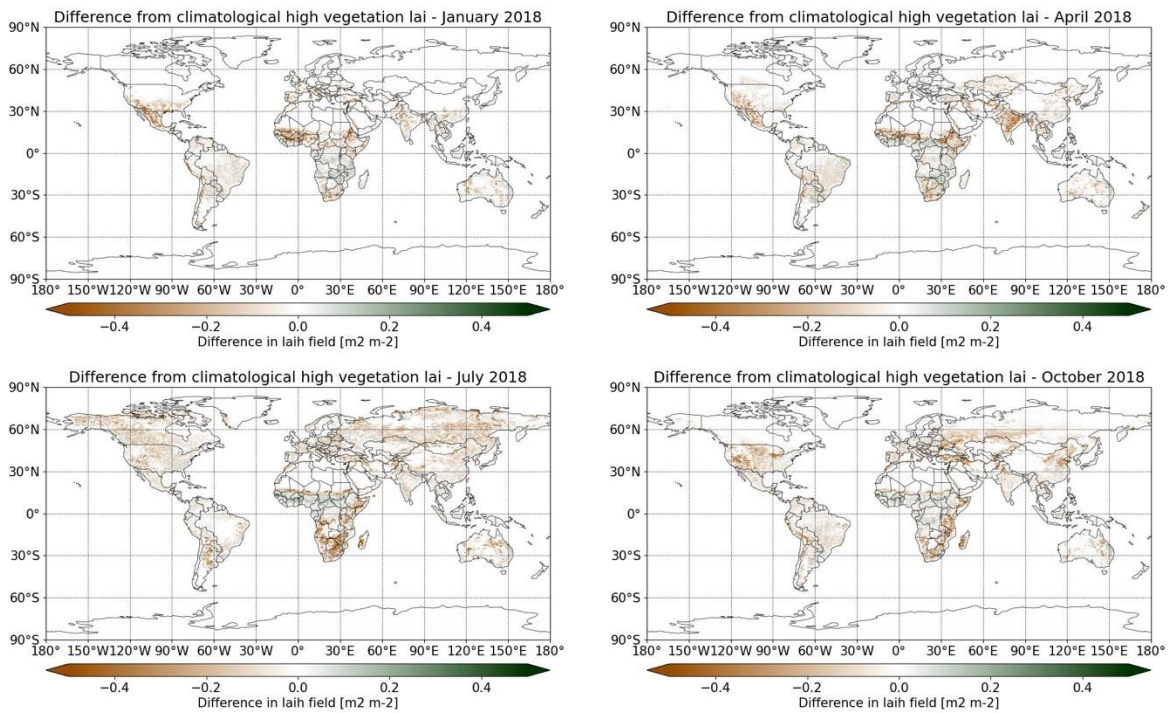 Difference from climatological high vegetation lai - January 2018
90°N
60°N
30°N
0°
30°S
60°S
90°S
180° 150°W 120°W 90°W 60°W 30°W 0° 30°E 60°E 90°E 120°E 150°E 180°
−0.4 −0.2 0.0 0.2 0.4
Difference in laih field [m2 m-2]
Difference from climatological high vegetation lai - April 2018
90°N
60°N
30°N
0°
30°S
60°S
90°S
180° 150°W 120°W 90°W 60°W 30°W 0° 30°E 60°E 90°E 120°E 150°E 180°
−0.4 −0.2 0.0 0.2 0.4
Difference in laih field [m2 m-2]
Difference from climatological high vegetation lai - July 2018
90°N
60°N
30°N
0°
30°S
60°S
90°S
180° 150°W 120°W 90°W 60°W 30°W 0° 30°E 60°E 90°E 120°E 150°E 180°
−0.4 −0.2 0.0 0.2 0.4
Difference in laih field [m2 m-2]
Difference from climatological high vegetation lai - October 2018
90°N
60°N
30°N
0°
30°S
60°S
90°S
180° 150°W 120°W 90°W 60°W 30°W 0° 30°E 60°E 90°E 120°E 150°E 180°
−0.4 −0.2 0.0 0.2 0.4
Difference in laih field [m2 m-2]